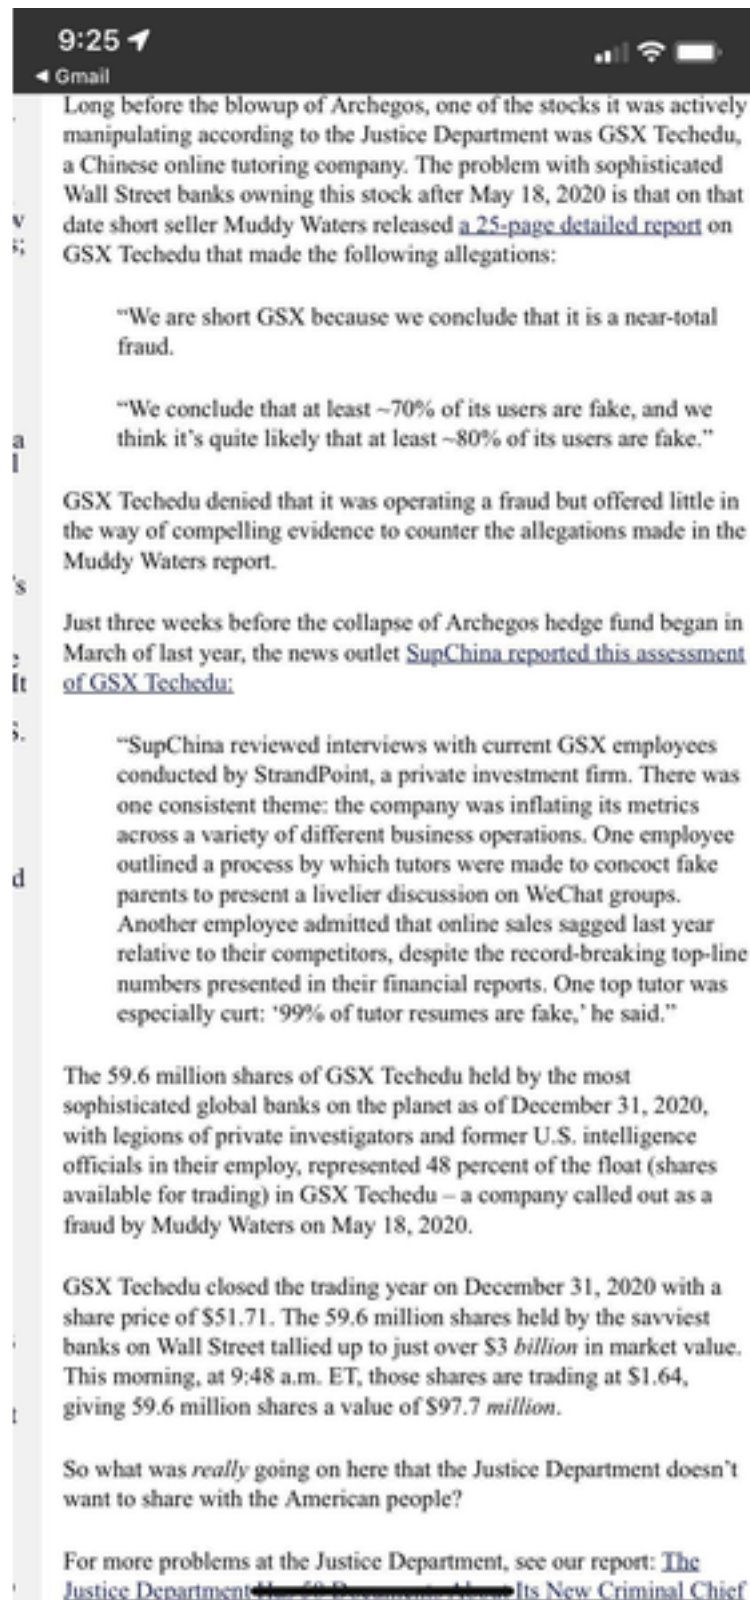 9:25
◄ Gmail
Long before the blowup of Archegos, one of the stocks it was actively
manipulating according to the Justice Department was GSX Techedu,
a Chinese online tutoring company. The problem with sophisticated
Wall Street banks owning this stock after May 18, 2020 is that on that
date short seller Muddy Waters released a 25-page detailed report on
GSX Techedu that made the following allegations:
“We are short GSX because we conclude that it is a near-total
fraud.
“We conclude that at least ~70% of its users are fake, and we
think it’s quite likely that at least ~80% of its users are fake.”
GSX Techedu denied that it was operating a fraud but offered little in
the way of compelling evidence to counter the allegations made in the
Muddy Waters report.
Just three weeks before the collapse of Archegos hedge fund began in
March of last year, the news outlet SupChina reported this assessment
of GSX Techedu:
“SupChina reviewed interviews with current GSX employees
conducted by StrandPoint, a private investment firm. There was
one consistent theme: the company was inflating its metrics
across a variety of different business operations. One employee
outlined a process by which tutors were made to concoct fake
parents to present a livelier discussion on WeChat groups.
Another employee admitted that online sales sagged last year
relative to their competitors, despite the record-breaking top-line
numbers presented in their financial reports. One top tutor was
especially curt: ‘99% of tutor resumes are fake,’ he said.”
The 59.6 million shares of GSX Techedu held by the most
sophisticated global banks on the planet as of December 31, 2020,
with legions of private investigators and former U.S. intelligence
officials in their employ, represented 48 percent of the float (shares
available for trading) in GSX Techedu – a company called out as a
fraud by Muddy Waters on May 18, 2020.
GSX Techedu closed the trading year on December 31, 2020 with a
share price of $51.71. The 59.6 million shares held by the savviest
banks on Wall Street tallied up to just over $3 billion in market value.
This morning, at 9:48 a.m. ET, those shares are trading at $1.64,
giving 59.6 million shares a value of $97.7 million.
So what was really going on here that the Justice Department doesn’t
want to share with the American people?
For more problems at the Justice Department, see our report: The
Justice Department Its New Criminal Chief